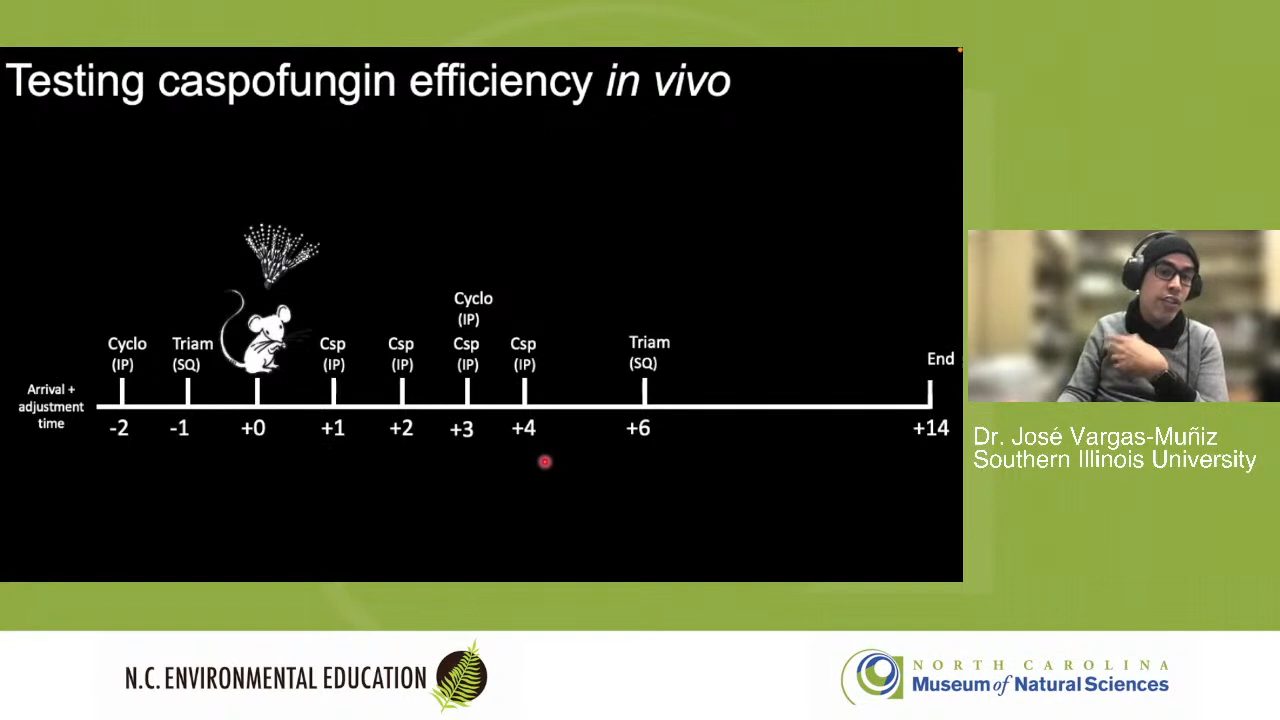 Testing caspofungin efficiency in vivo
Cyclo
(IP)
Cyclo
(IP)
Triam
(SQ)
Csp
(IP)
Csp
(IP)
Csp
(IP)
Csp
(IP)
Triam
(SQ)
End
Arrival +
adjustment
time
-2
-1
+0
+1
+2
+3
+4
+6
+14
Dr. José Vargas-Muñiz
Southern Illinois University
N.C. ENVIRONMENTAL EDUCATION
NORTH CAROLINA
Museum of Natural Sciences